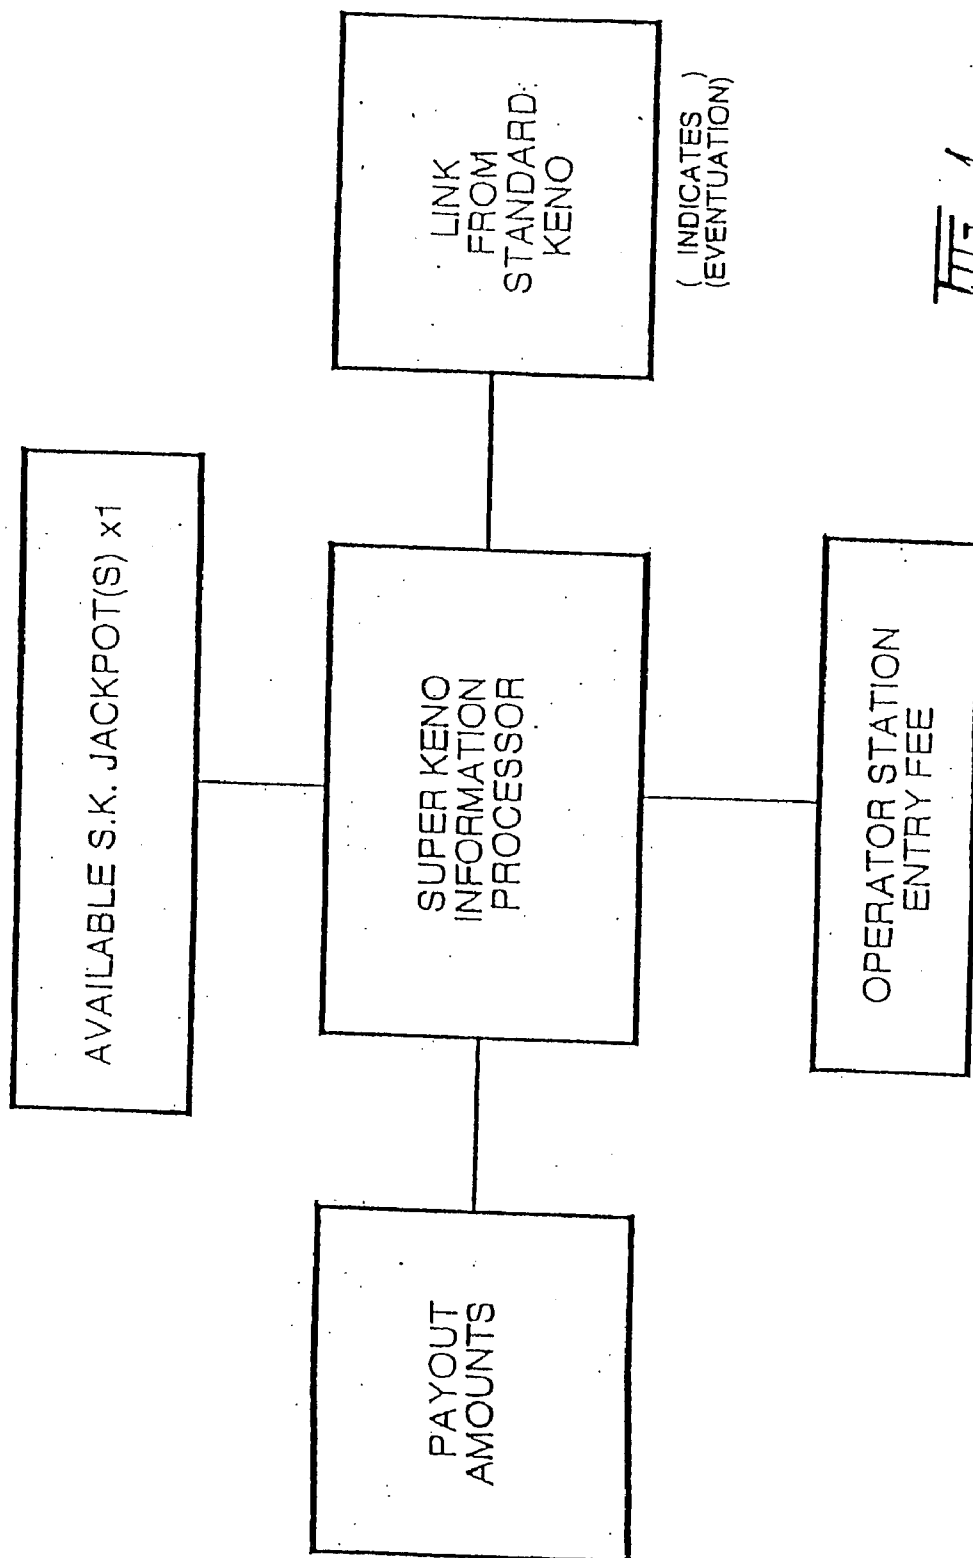 AVAILABLE S.K. JACKPOT(S) x1
PAYOUT
AMOUNTS
SUPER KENO
INFORMATION
PROCESSOR
LINK
FROM
STANDARD:
KENO
( INDICATES )
(EVENTUATION)
OPERATOR STATION
ENTRY FEE